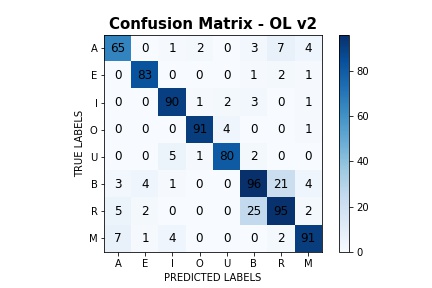 Confusion Matrix - OL v2
A 65 0 1 2 0 3 7 4
E 0 83 0 0 0 1 2 1
I 0 0 90 1 2 3 0 1
O 0 0 0 91 4 0 0 1
U 0 0 5 1 80 2 0 0
B 3 4 1 0 0 96 21 4
R 5 2 0 0 0 25 95 2
M 7 1 4 0 0 0 2 91
A E I O U B R M
TRUE LABELS
PREDICTED LABELS
80
60
40
20
0